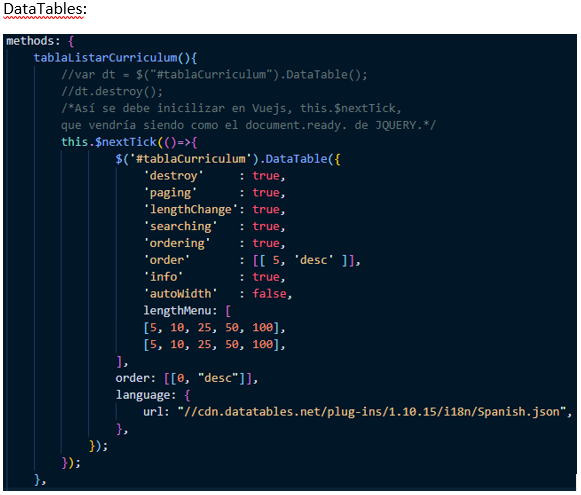 DataTables:
methods: {
tablaListarCurriculum(){
//var dt = $("#tablaCurriculum").DataTable();
//dt.destroy();
/*Así se debe inicilizar en Vuejs, this.$nextTick,
que vendría siendo como el document.ready. de JQUERY.*/
this.$nextTick(()=>{
$('#tablaCurriculum').DataTable({
'destroy' : true,
'paging' : true,
'lengthChange': true,
'searching' : true,
'ordering' : true,
'order' : [[ 5, 'desc' ]],
'info' : true,
'autoWidth' : false,
lengthMenu: [
[5, 10, 25, 50, 100],
[5, 10, 25, 50, 100],
],
order: [[0, "desc"]],
language: {
url: "//cdn.datatables.net/plug-ins/1.10.15/i18n/Spanish.json",
},
});
});
},